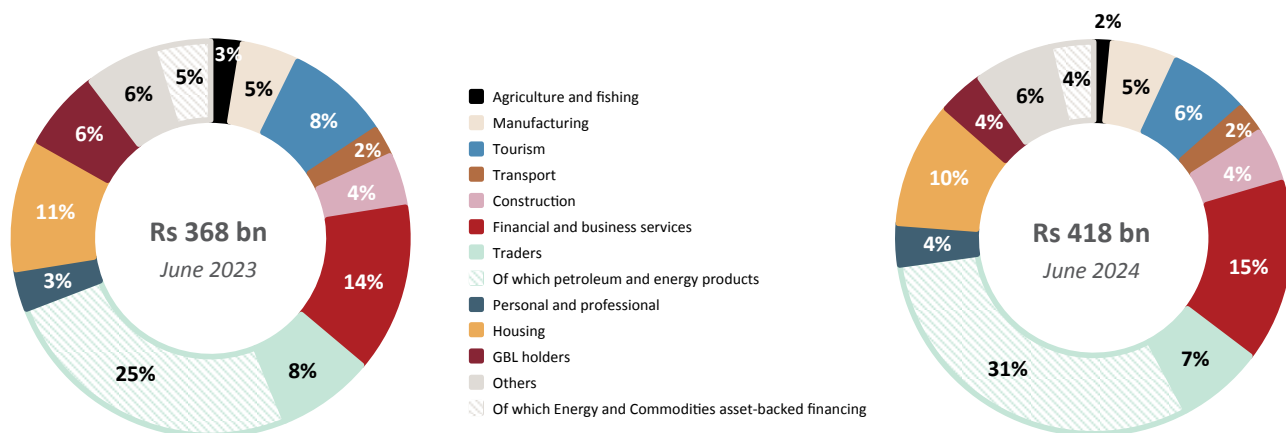 3%
5%
8%
2%
4%
14%
8%
25%
3%
11%
6%
6%
5%
Rs 368 bn
June 2023
Agriculture and fishing
Manufacturing
Tourism
Transport
Construction
Financial and business services
Traders
Of which petroleum and energy products
Personal and professional
Housing
GBL holders
Others
Of which Energy and Commodities asset-backed financing
2%
5%
6%
2%
4%
15%
7%
31%
4%
10%
4%
6%
4%
Rs 418 bn
June 2024